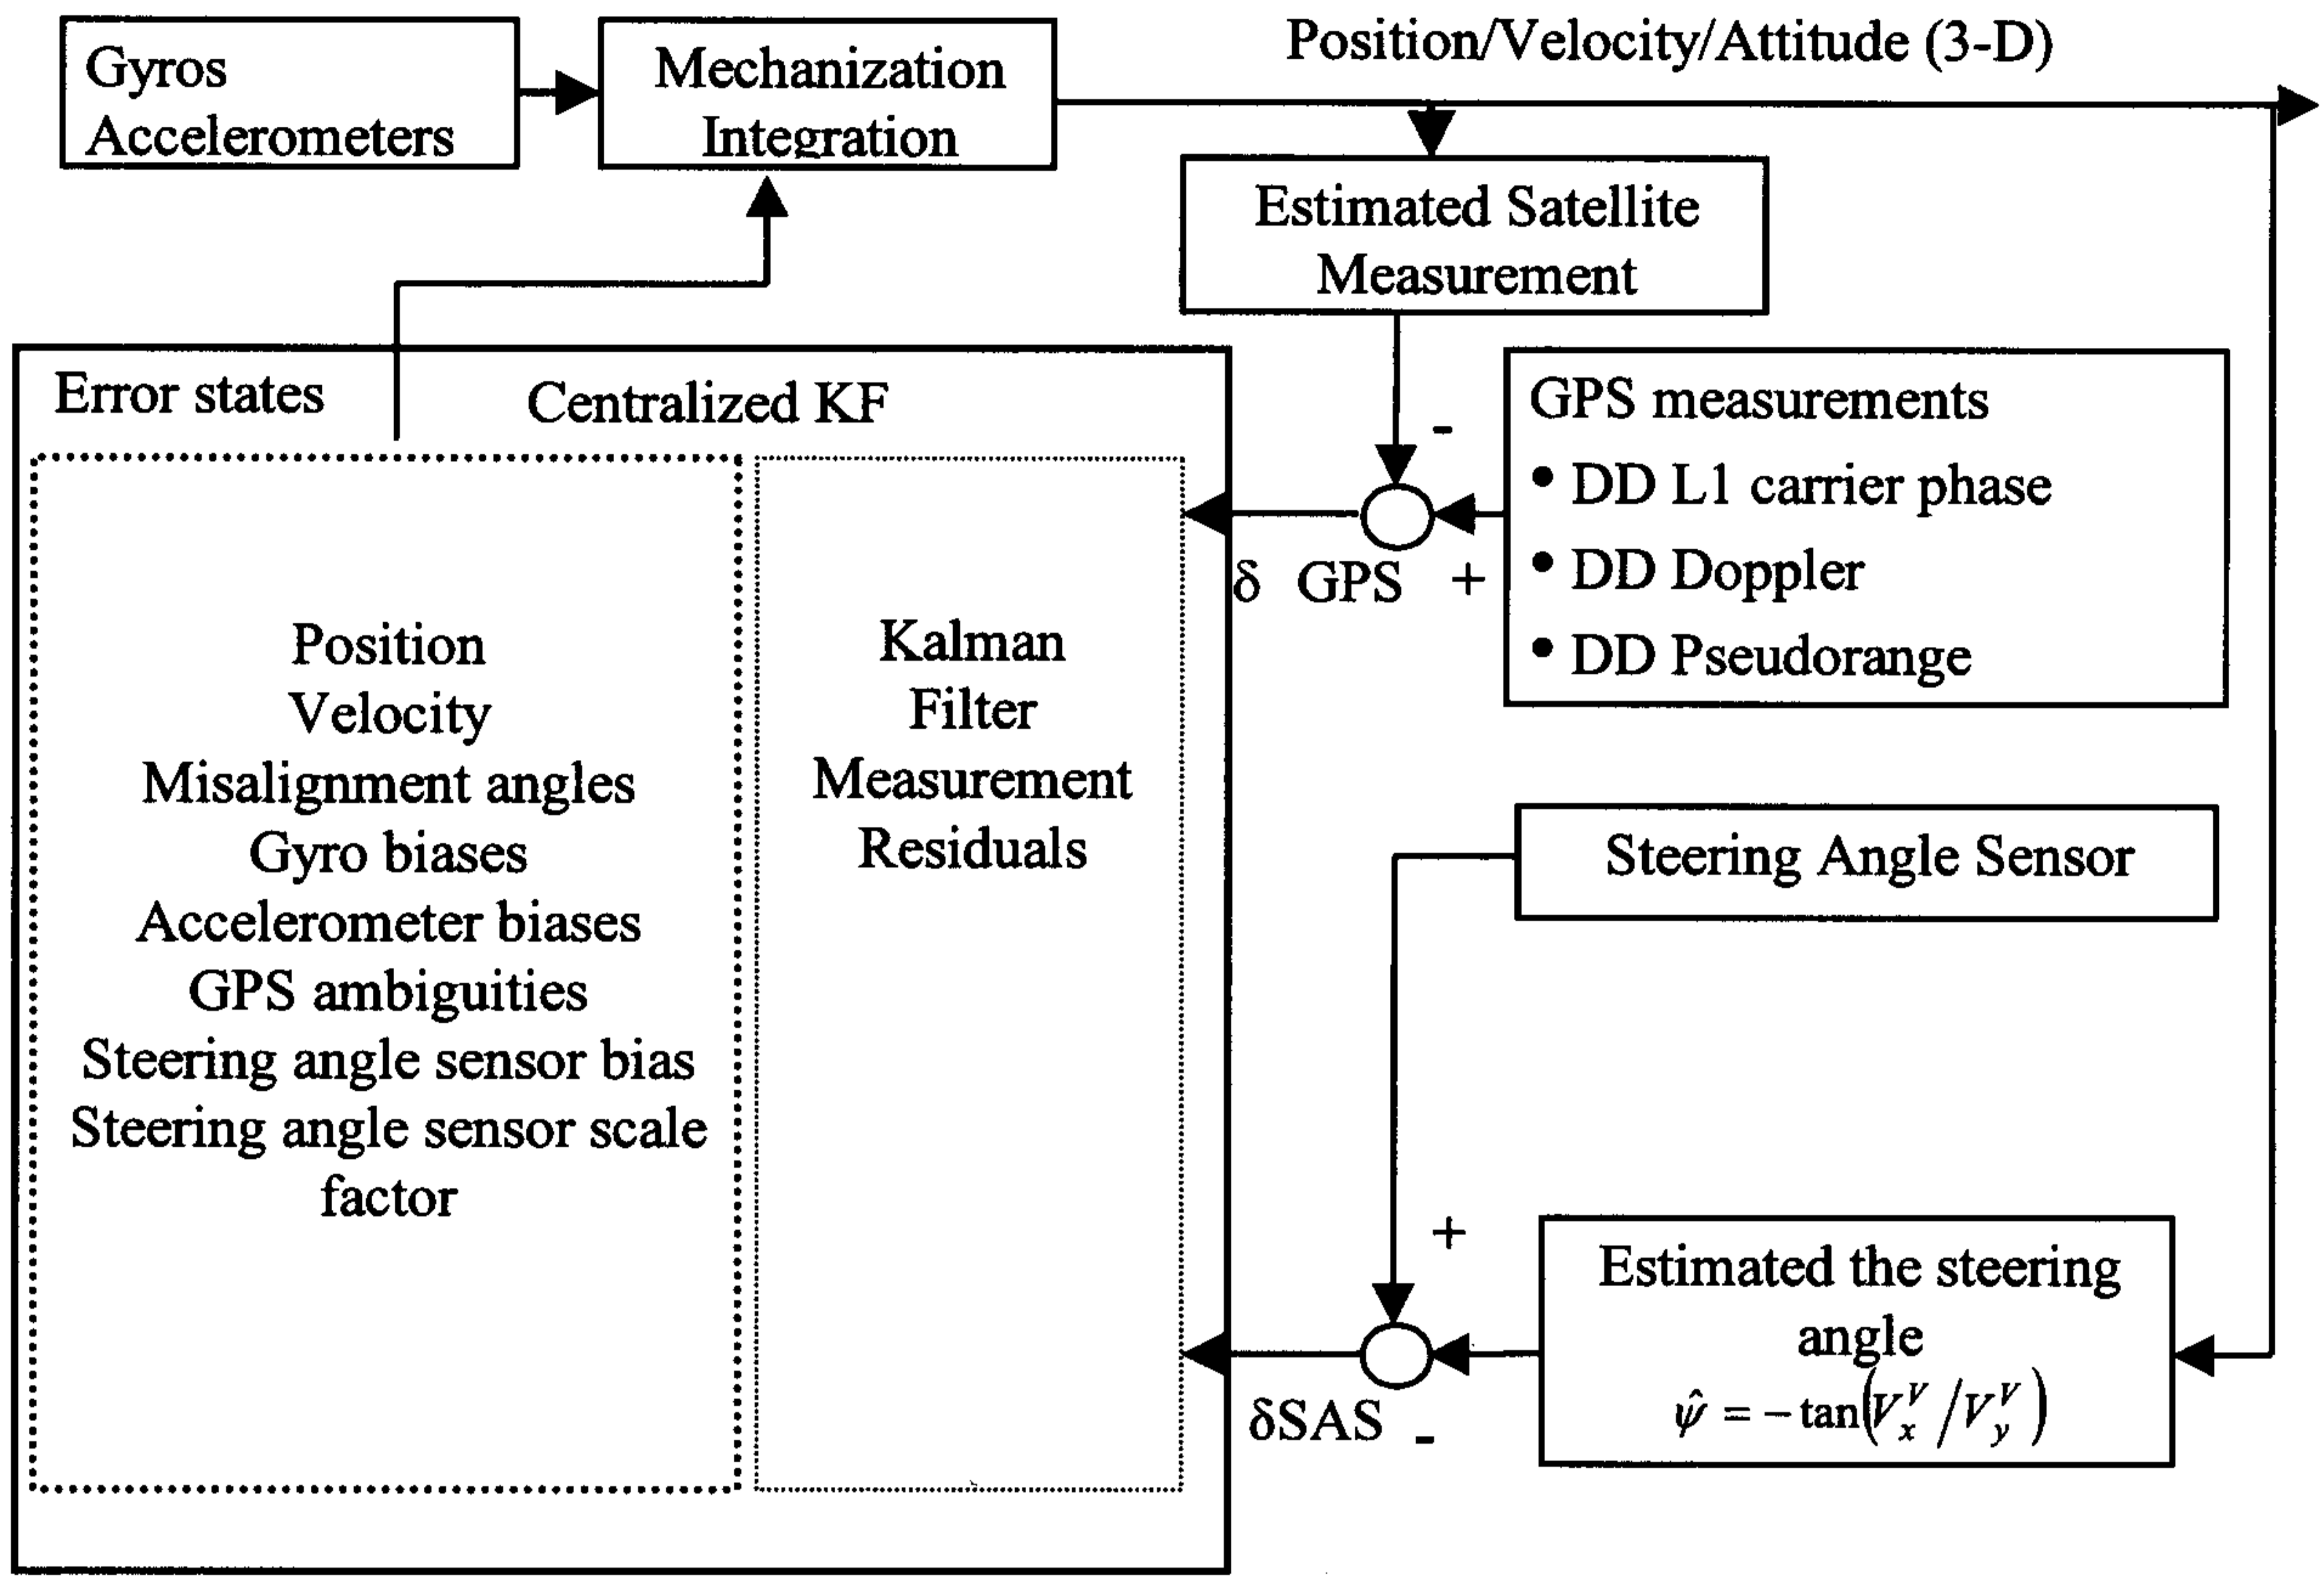 Gyros
Accelerometers
Mechanization
Integration
Position/Velocity/Attitude (3-D)
Estimated Satellite
Measurement
Error states
Centralized KF
Position
Velocity
Misalignment angles
Gyro biases
Accelerometer biases
GPS ambiguities
Steering angle sensor bias
Steering angle sensor scale
factor
Kalman
Filter
Measurement
Residuals
-
δ GPS +
GPS measurements
• DD L1 carrier phase
• DD Doppler
• DD Pseudorange
Steering Angle Sensor
+
δSAS -
Estimated the steering
angle
ψ̂ = −tan(V_x^V / V_y^V)